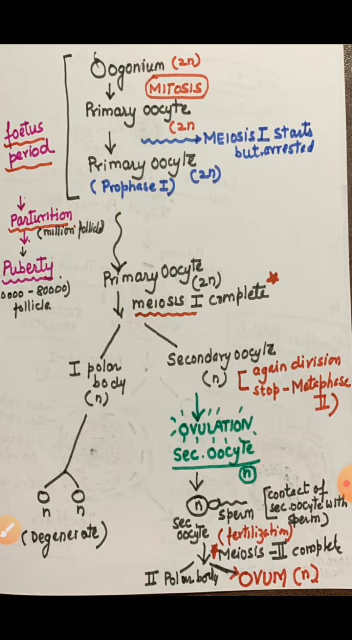 Oogonium (2n)
MITOSIS
Primary oocyte
(2n
foetus
period
MEIOSIS I starts
but arrested
Primary oocyte
(Prophase I) (2n)
Parturition
(million follicle)
Puberty
0000 - 80000)
follicle.
Primary Oocyte
(2n)
meiosis I complete
I polar
body
(n)
Secondary oocyte
(n)
[again division
stop - Metaphase
II]
OVULATION
Sec. Oocyte
n
n
sperm
[contact of
sec. oocyte with
sperm)
sec
oocyte
(fertilization)
n n
(Degenerate)
Meiosis - II complete
II Polar body
OVUM (n)